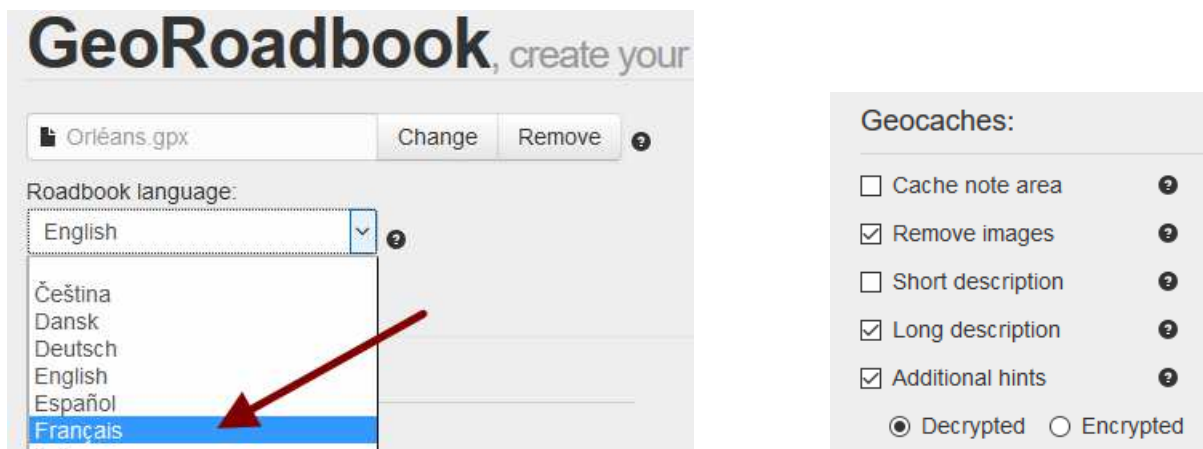 GeoRoadbook, create your
Orléans.gpx Change Remove
Roadbook language:
English
Čeština
Dansk
Deutsch
English
Español
Français
Geocaches:
Cache note area
Remove images
Short description
Long description
Additional hints
Decrypted Encrypted